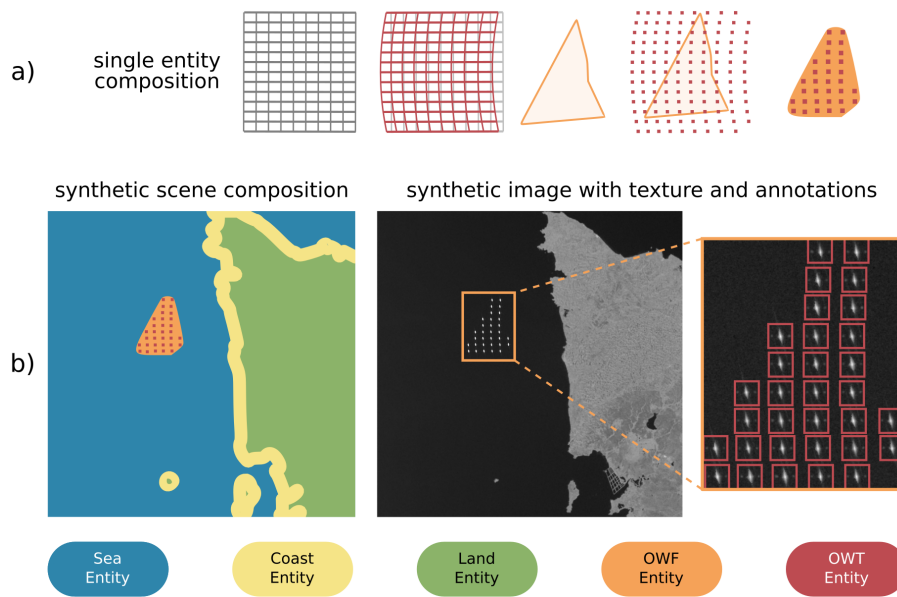 a)
single entity
composition
synthetic scene composition
synthetic image with texture and annotations
b)
Sea
Entity
Coast
Entity
Land
Entity
OWF
Entity
OWT
Entity